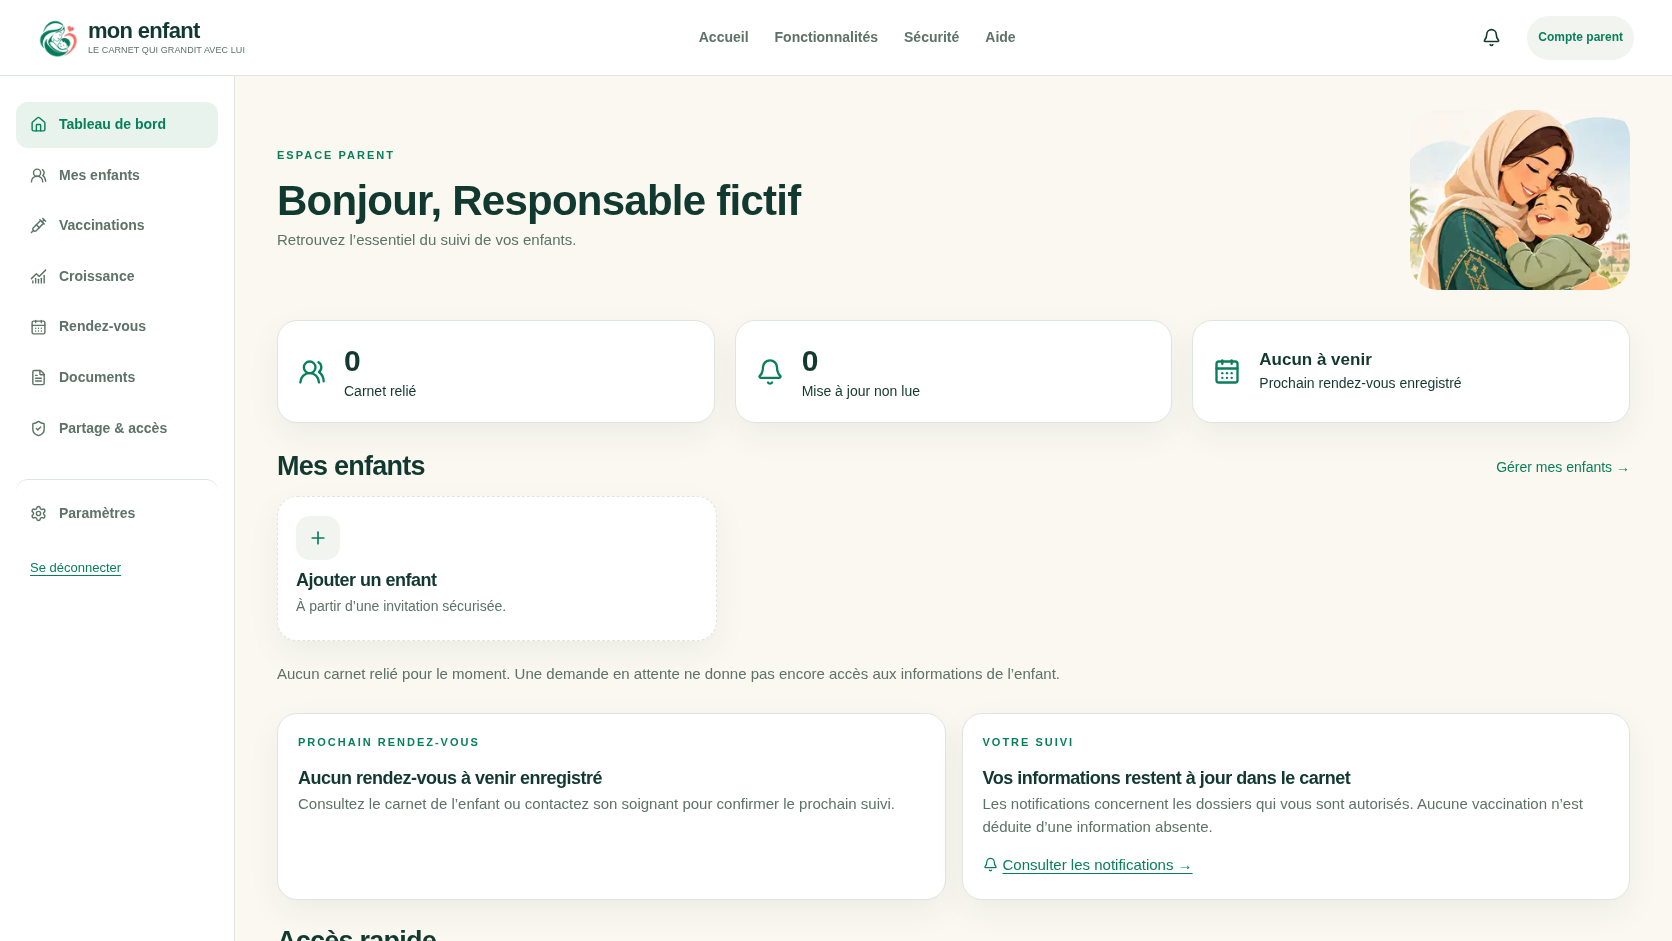 mon enfant
LE CARNET QUI GRANDIT AVEC LUI
Accueil
Fonctionnalités
Sécurité
Aide
Compte parent
Tableau de bord
Mes enfants
Vaccinations
Croissance
Rendez-vous
Documents
Partage & accès
Paramètres
Se déconnecter
ESPACE PARENT
Bonjour, Responsable fictif
Retrouvez l’essentiel du suivi de vos enfants.
0
Carnet relié
0
Mise à jour non lue
Aucun à venir
Prochain rendez-vous enregistré
Mes enfants
Gérer mes enfants →
Ajouter un enfant
À partir d’une invitation sécurisée.
Aucun carnet relié pour le moment. Une demande en attente ne donne pas encore accès aux informations de l’enfant.
PROCHAIN RENDEZ-VOUS
Aucun rendez-vous à venir enregistré
Consultez le carnet de l’enfant ou contactez son soignant pour confirmer le prochain suivi.
VOTRE SUIVI
Vos informations restent à jour dans le carnet
Les notifications concernent les dossiers qui vous sont autorisés. Aucune vaccination n’est
déduite d’une information absente.
Consulter les notifications →
Accès rapide